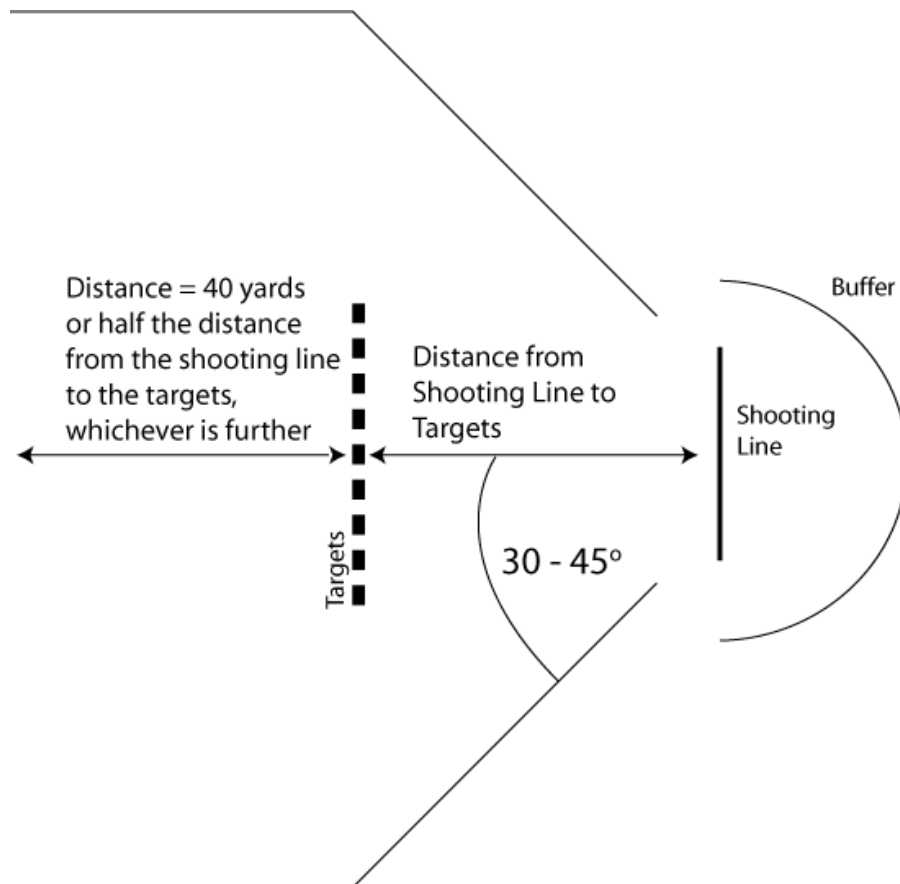 Distance = 40 yards
or half the distance
from the shooting line
to the targets,
whichever is further
Targets
Distance from
Shooting Line to
Targets
30 - 45º
Buffer
Shooting
Line